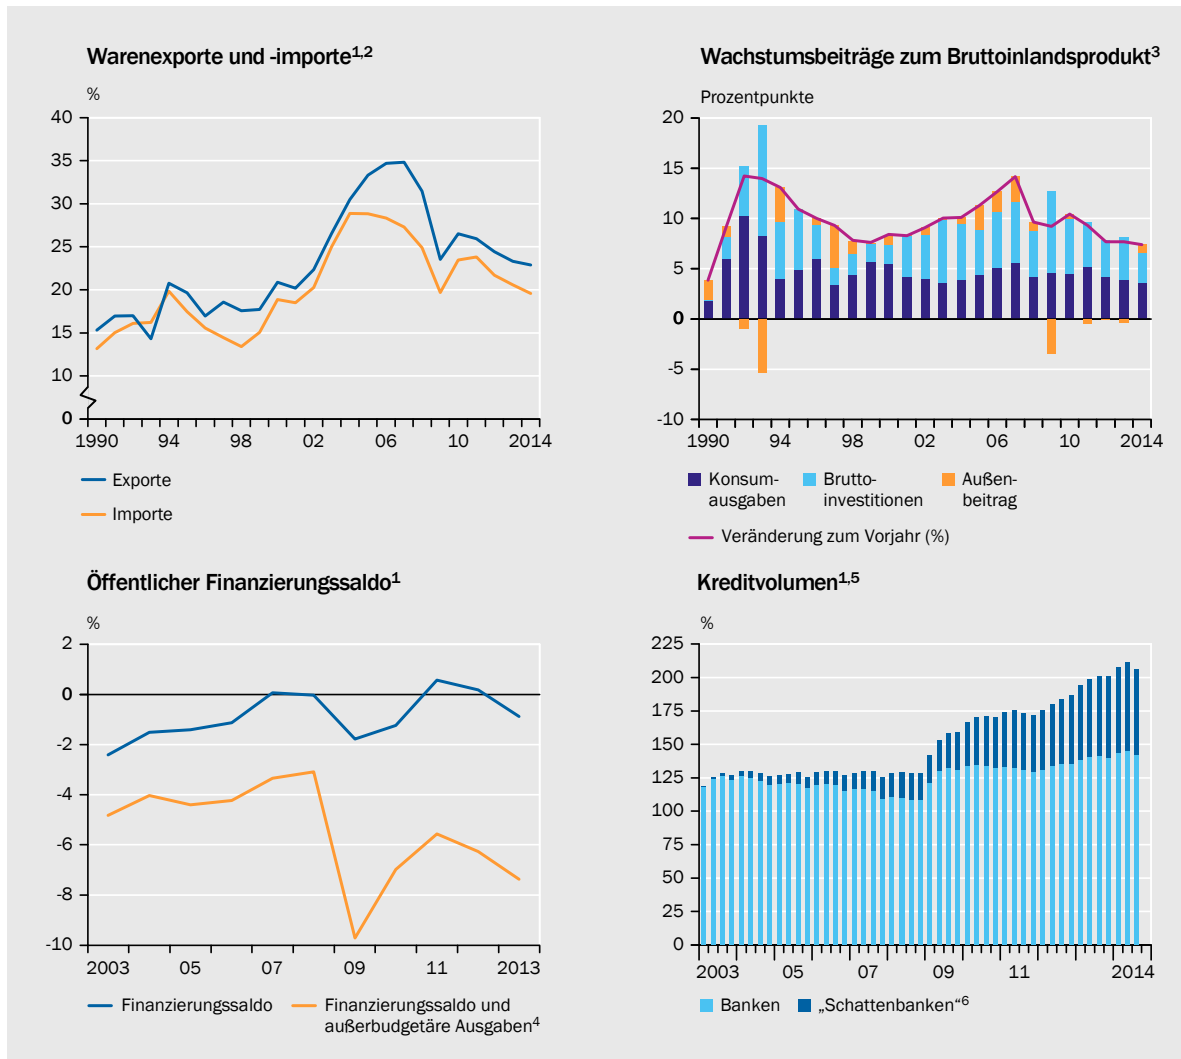 Warenexporte und -importe1,2
%
40
35
30
25
20
15
10
0
1990 94 98 02 06 10 2014
Exporte
Importe
Wachstumsbeiträge zum Bruttoinlandsprodukt3
Prozentpunkte
20
15
10
5
0
-5
-10
1990 94 98 02 06 10 2014
Konsum-
ausgaben
Brutto-
investitionen
Außen-
beitrag
Veränderung zum Vorjahr (%)
Öffentlicher Finanzierungssaldo1
%
2
0
-2
-4
-6
-8
-10
2003 05 07 09 11 2013
Finanzierungssaldo
Finanzierungssaldo und
außerbudgetäre Ausgaben4
Kreditvolumen1,5
%
225
200
175
150
125
100
75
50
25
0
2003 05 07 09 11 2014
Banken
„Schattenbanken“6